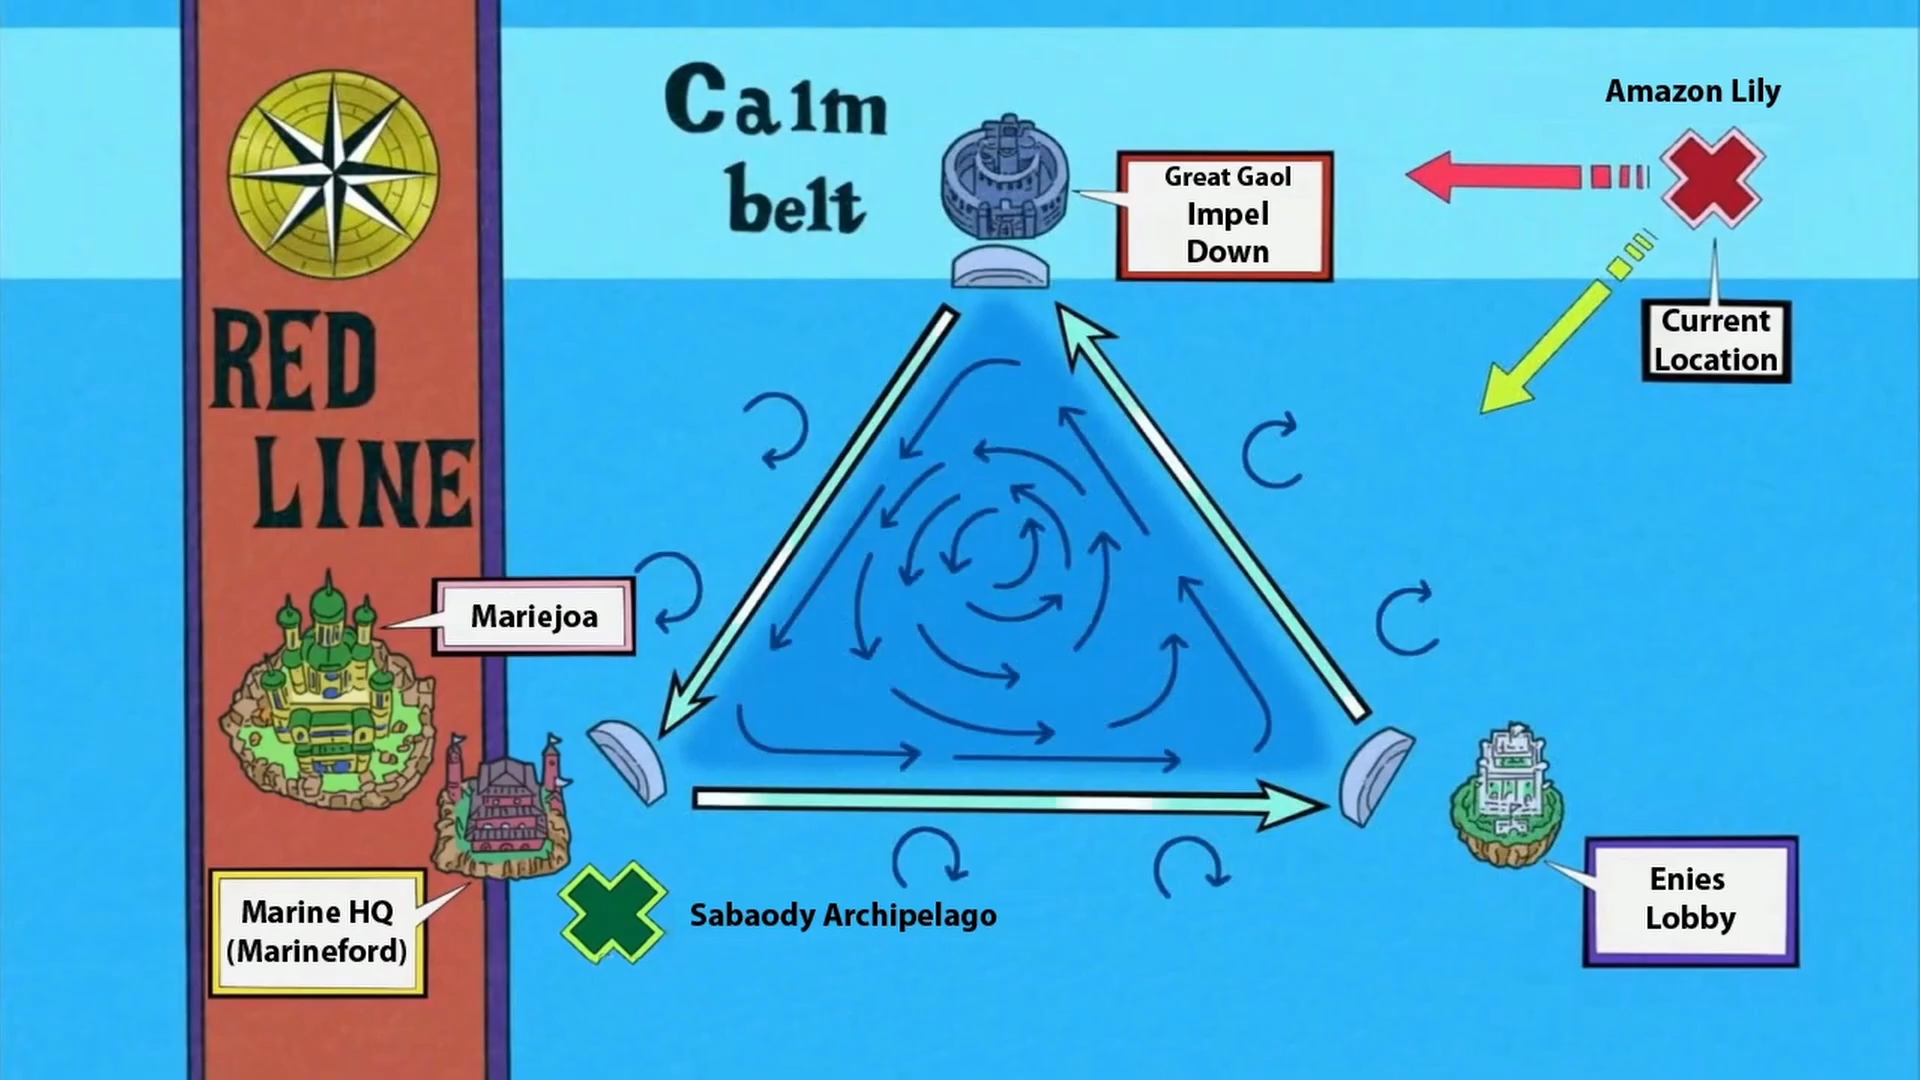 Calm
belt
Amazon Lily
Great Gaol
Impel
Down
Current
Location
RED
LINE
Mariejoa
Marine HQ
(Marineford)
Sabaody Archipelago
Enies
Lobby